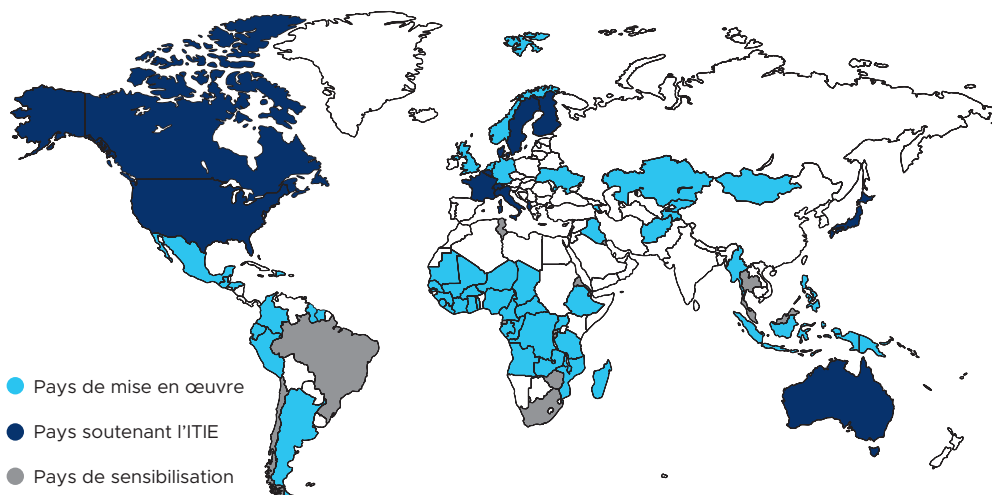 Pays de mise en œuvre
Pays soutenant l'ITIE
Pays de sensibilisation